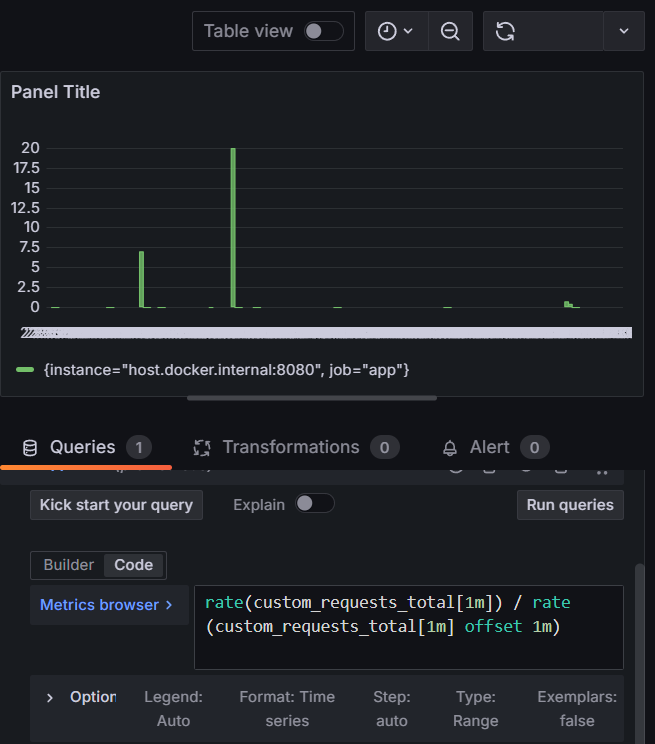 Table view
Panel Title
20
17.5
15
12.5
10
7.5
5
2.5
0
{instance="host.docker.internal:8080", job="app"}
Queries 1 Transformations 0 Alert 0
Kick start your query Explain Run queries
Builder Code
Metrics browser > rate(custom_requests_total[1m]) / rate
(custom_requests_total[1m] offset 1m)
> Option Legend: Format: Time Step: Type: Exemplars:
Auto series auto Range false